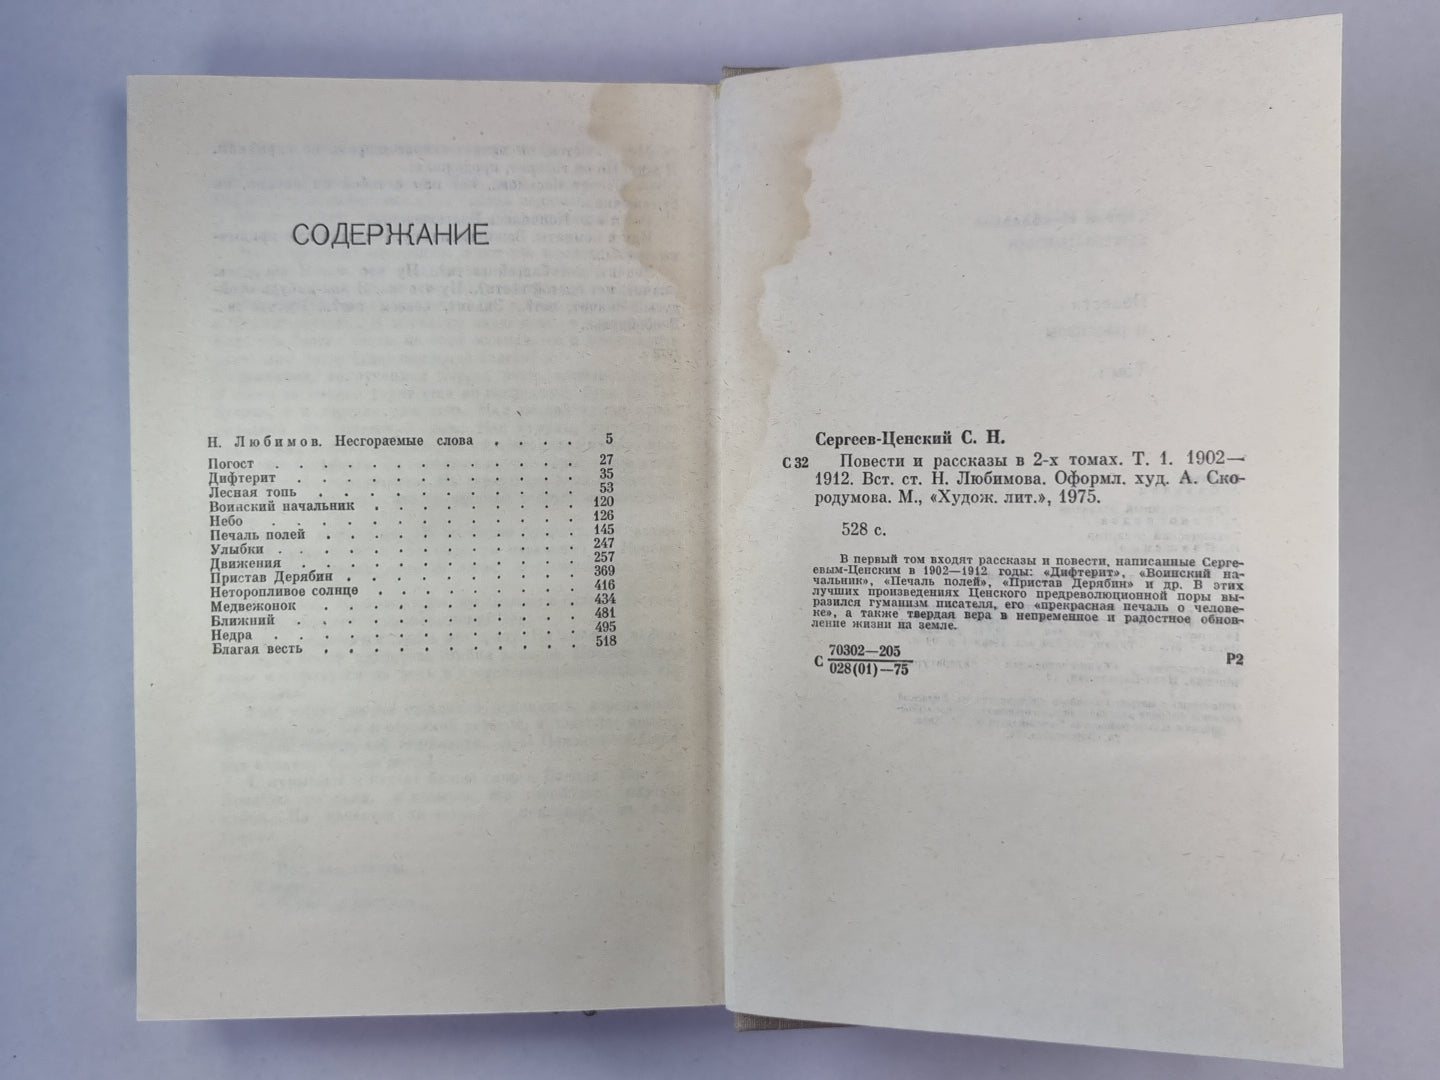 СОДЕРЖАНИЕ
Н. Любимов. Несгораемые слова . . . . 5
Погост . . . . . . . . . . . . . 27
Дифтерит . . . . . . . . . . . . 35
Лесная топь . . . . . . . . . . . 53
Воинский начальник . . . . . . . . 120
Небо . . . . . . . . . . . . . 126
Печаль полей . . . . . . . . . . 145
Улыбки . . . . . . . . . . . . 247
Движения . . . . . . . . . . . 257
Пристав Дерябин . . . . . . . . . 369
Неторопливое солнце . . . . . . . . 416
Медвежонок . . . . . . . . . . . 434
Ближний . . . . . . . . . . . . 481
Недра . . . . . . . . . . . . . 495
Благая весть . . . . . . . . . . . 518
Сергеев-Ценский С. Н.
С 32 Повести и рассказы в 2-х томах. Т. 1. 1902—
1912. Вст. ст. Н. Любимова. Оформл. худ. А. Ско-
родумова. М., «Худож. лит.», 1975.
528 с.
В первый том входят рассказы и повести, написанные Серге-
евым-Ценским в 1902—1912 годы: «Дифтерит», «Воинский на-
чальник», «Печаль полей», «Пристав Дерябин» и др. В этих
лучших произведениях Ценского предреволюционной поры вы-
разился гуманизм писателя, его «прекрасная печаль о челове-
ке», а также твердая вера в непременное и радостное обнов-
ление жизни на земле.
С 70302—205
028(01)—75 Р2